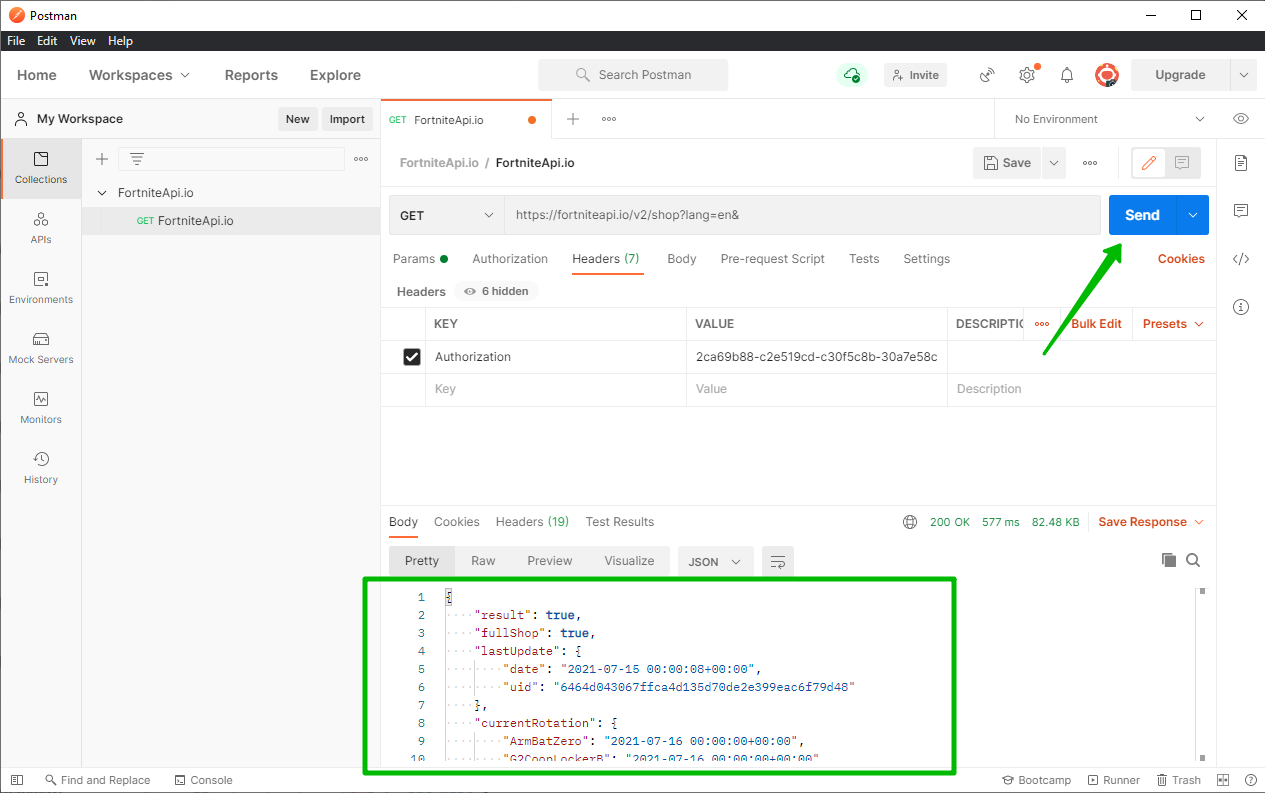 Postman
File Edit View Help
Home Workspaces Reports Explore Search Postman Invite Upgrade
My Workspace New Import GET FortniteApi.io No Environment
Collections
APIs
Environments
Mock Servers
Monitors
History
FortniteApi.io
GET FortniteApi.io
FortniteApi.io / FortniteApi.io Save
GET https://fortniteapi.io/v2/shop?lang=en& Send
Params Authorization Headers (7) Body Pre-request Script Tests Settings Cookies
Headers 6 hidden
KEY VALUE DESCRIPTIO Bulk Edit Presets
Authorization 2ca69b88-c2e519cd-c30f5c8b-30a7e58c
Key Value Description
Body Cookies Headers (19) Test Results 200 OK 577 ms 82.48 KB Save Response
Pretty Raw Preview Visualize JSON
1 {
2 "result": true,
3 "fullShop": true,
4 "lastUpdate": {
5 "date": "2021-07-15 00:00:08+00:00",
6 "uid": "6464d043067ffca4d135d70de2e399eac6f79d48"
7 },
8 "currentRotation": {
9 "ArmBatZero": "2021-07-16 00:00:00+00:00",
10 "G2CoopLockerB": "2021-07-16 00:00:00+00:00"
Find and Replace Console Bootcamp Runner Trash